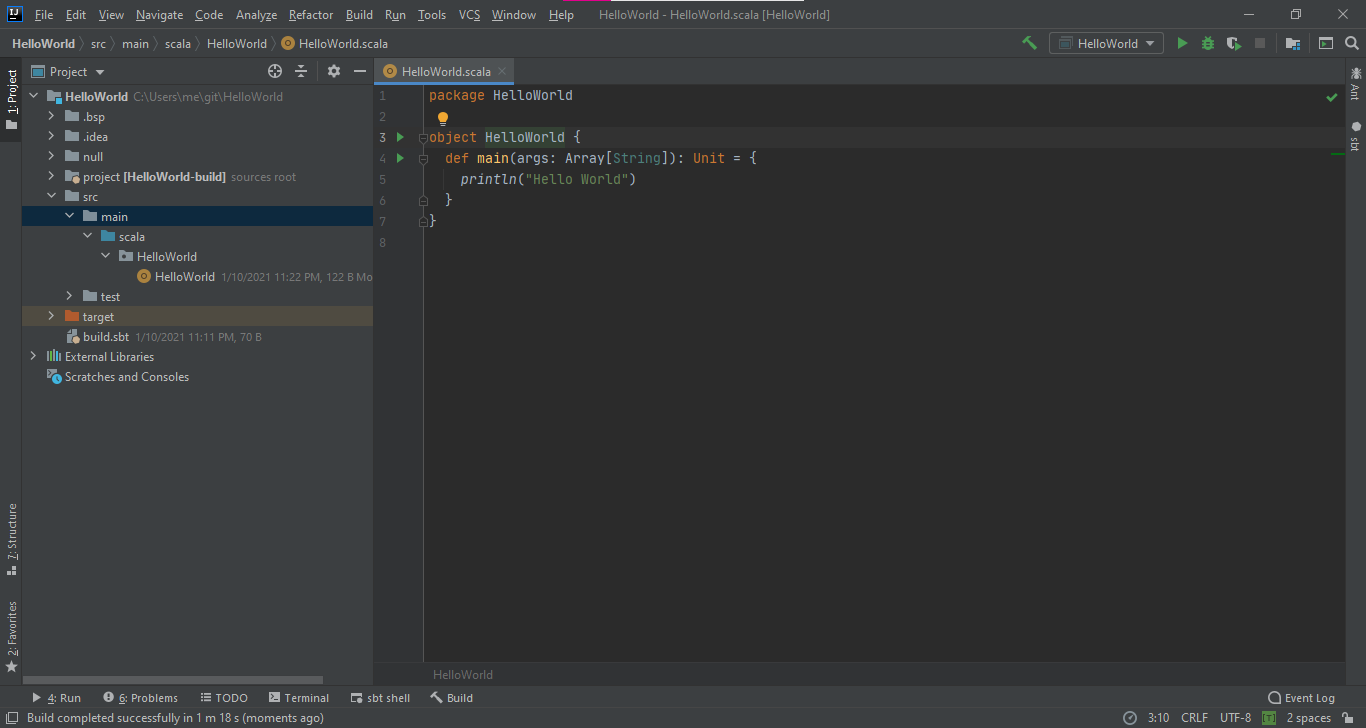 File Edit View Navigate Code Analyze Refactor Build Run Tools VCS Window Help HelloWorld - HelloWorld.scala [HelloWorld]
HelloWorld src main scala HelloWorld HelloWorld.scala HelloWorld
Project
HelloWorld.scala
1: Project
HelloWorld C:\Users\me\git\HelloWorld
.bsp
.idea
null
project [HelloWorld-build] sources root
src
main
scala
HelloWorld
HelloWorld 1/10/2021 11:22 PM, 122 B Mo
test
target
build.sbt 1/10/2021 11:11 PM, 70 B
External Libraries
Scratches and Consoles
7: Structure
2: Favorites
1 package HelloWorld
2
3 object HelloWorld {
4 def main(args: Array[String]): Unit = {
5 println("Hello World")
6 }
7 }
8
Ant
sbt
HelloWorld
4: Run 6: Problems TODO Terminal sbt shell Build Event Log
Build completed successfully in 1 m 18 s (moments ago) 3:10 CRLF UTF-8 [T] 2 spaces